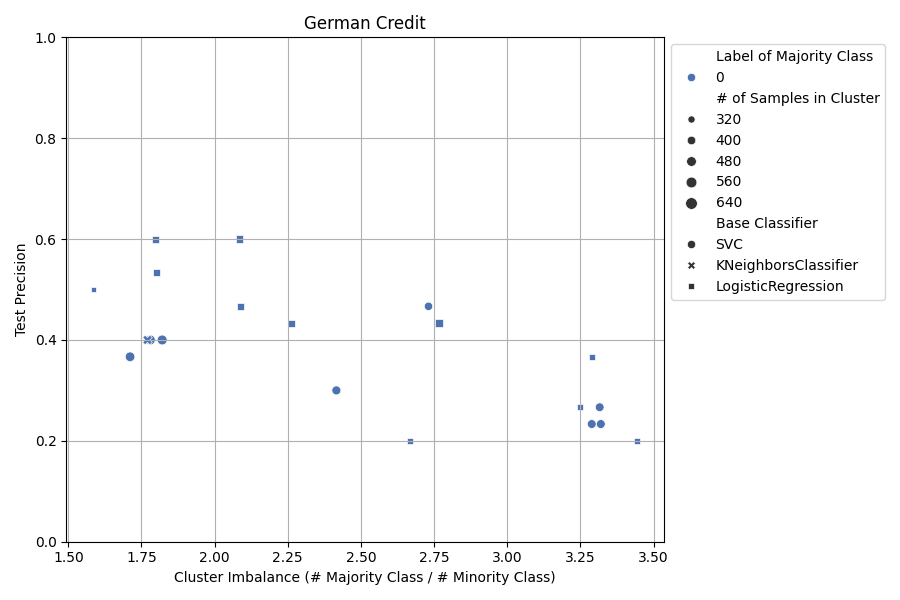 German Credit
Test Precision
1.0
0.8
0.6
0.4
0.2
0.0
1.50 1.75 2.00 2.25 2.50 2.75 3.00 3.25 3.50
Cluster Imbalance (# Majority Class / # Minority Class)
Label of Majority Class
0
# of Samples in Cluster
320
400
480
560
640
Base Classifier
SVC
KNeighborsClassifier
LogisticRegression